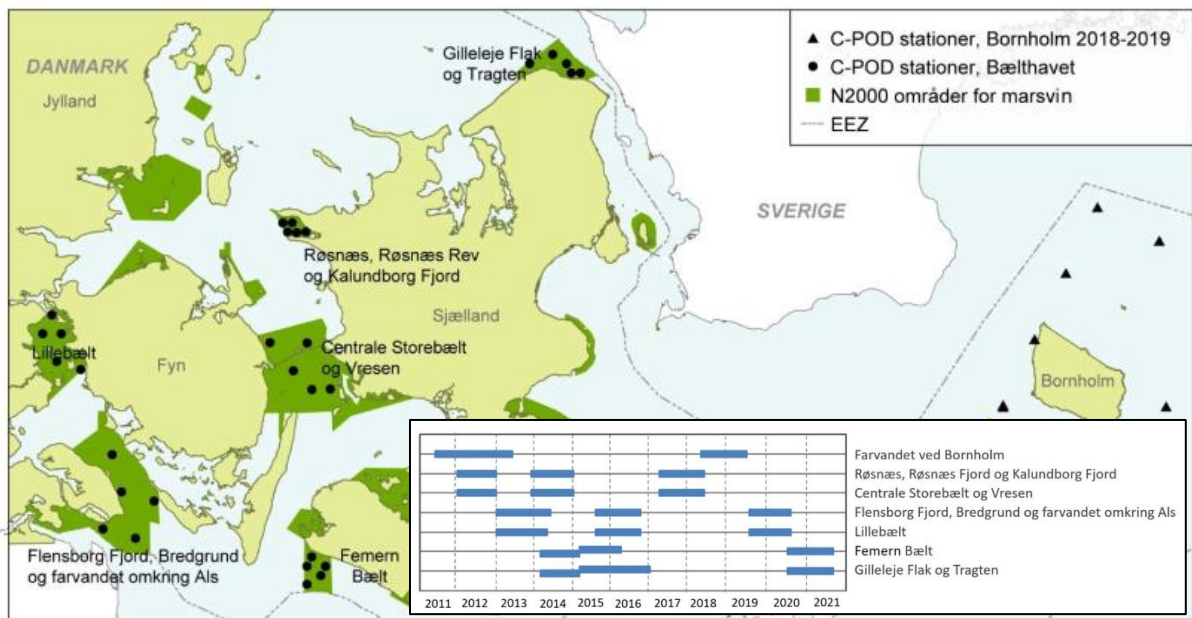 DANMARK
Jylland
Gilleleje Flak
og Tragten
▲ C-POD stationer, Bornholm 2018-2019
● C-POD stationer, Bælthavet
N2000 områder for marsvin
EEZ
SVERIGE
Røsnæs, Røsnæs Rev
og Kalundborg Fjord
Sjælland
Lillebælt
Fyn
Centrale Storebælt
og Vresen
Bornholm
Flensborg Fjord, Bredgrund
og farvandet omkring Als
Femern
Bælt
Farvandet ved Bornholm
Røsnæs, Røsnæs Fjord og Kalundborg Fjord
Centrale Storebælt og Vresen
Flensborg Fjord, Bredgrund og farvandet omkring Als
Lillebælt
Femern Bælt
Gilleleje Flak og Tragten
2011 2012 2013 2014 2015 2016 2017 2018 2019 2020 2021